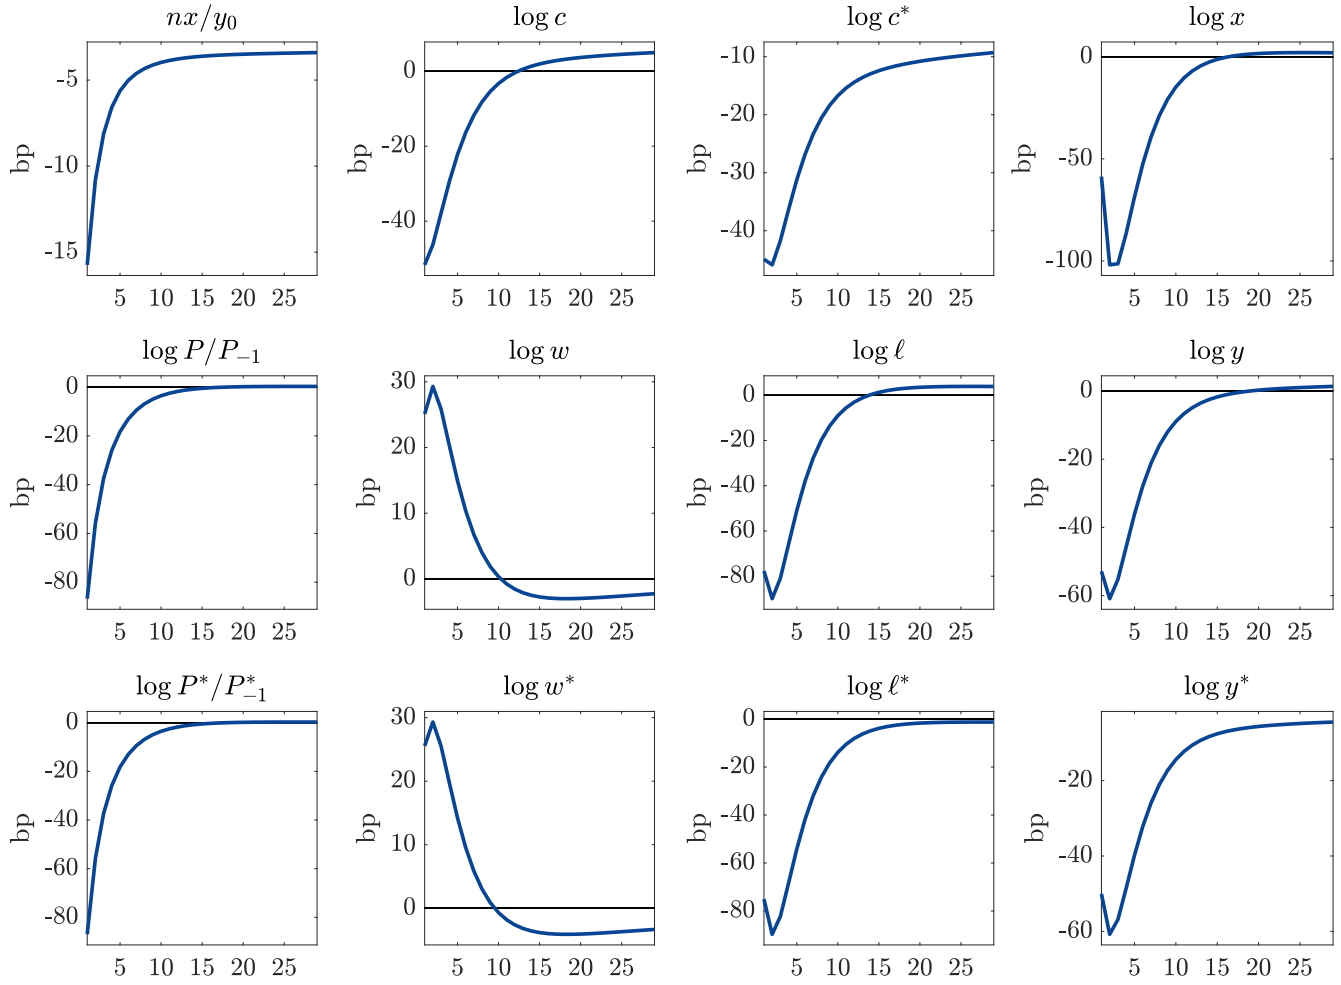 nx/y₀ log c log c* log x
bp -5 -10 -15 5 10 15 20 25
bp 0 -20 -40 5 10 15 20 25
bp -10 -20 -30 -40 5 10 15 20 25
bp 0 -50 -100 5 10 15 20 25
log P/P₋₁ log w log ℓ log y
bp 0 -20 -40 -60 -80 5 10 15 20 25
bp 30 20 10 0 5 10 15 20 25
bp 0 -20 -40 -60 -80 5 10 15 20 25
bp 0 -20 -40 -60 5 10 15 20 25
log P*/P*₋₁ log w* log ℓ* log y*
bp 0 -20 -40 -60 -80 5 10 15 20 25
bp 30 20 10 0 5 10 15 20 25
bp 0 -20 -40 -60 -80 5 10 15 20 25
bp -20 -40 -60 5 10 15 20 25